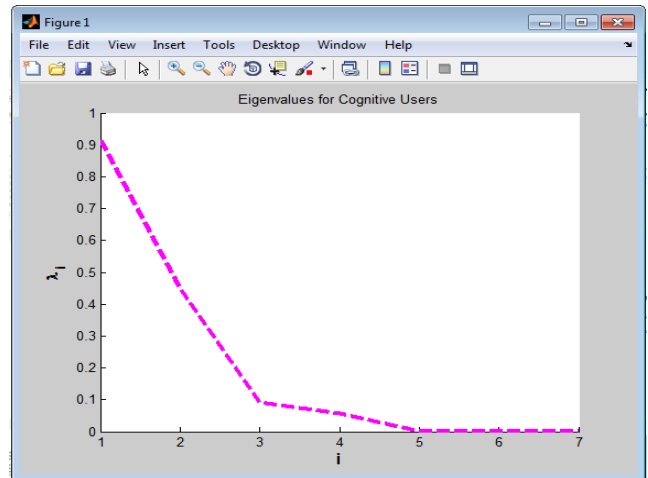 Figure 1
File Edit View Insert Tools Desktop Window Help
Eigenvalues for Cognitive Users
1
0.9
0.8
0.7
0.6
0.5
0.4
0.3
0.2
0.1
0
λi
1 2 3 4 5 6 7
i